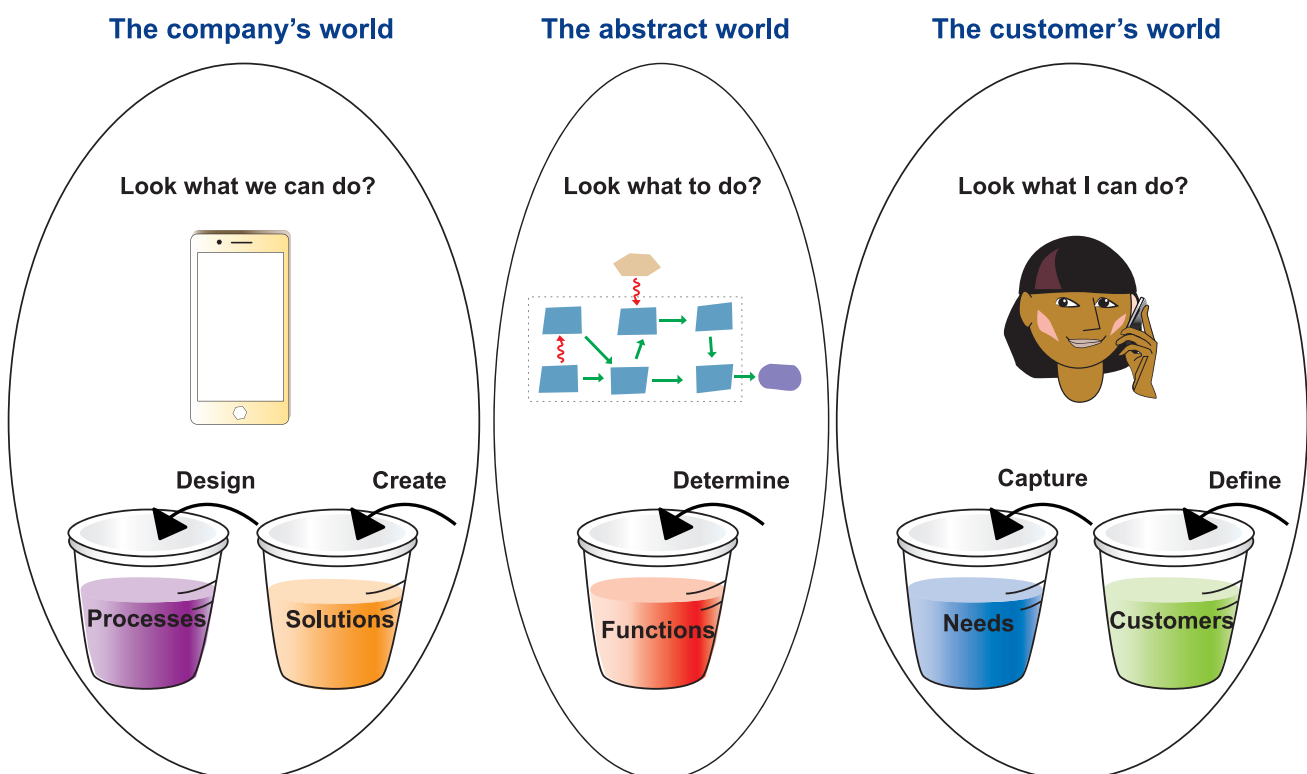 The company's world
The abstract world
The customer's world
Look what we can do?
Look what to do?
Look what I can do?
Design
Create
Determine
Capture
Define
Processes
Solutions
Functions
Needs
Customers